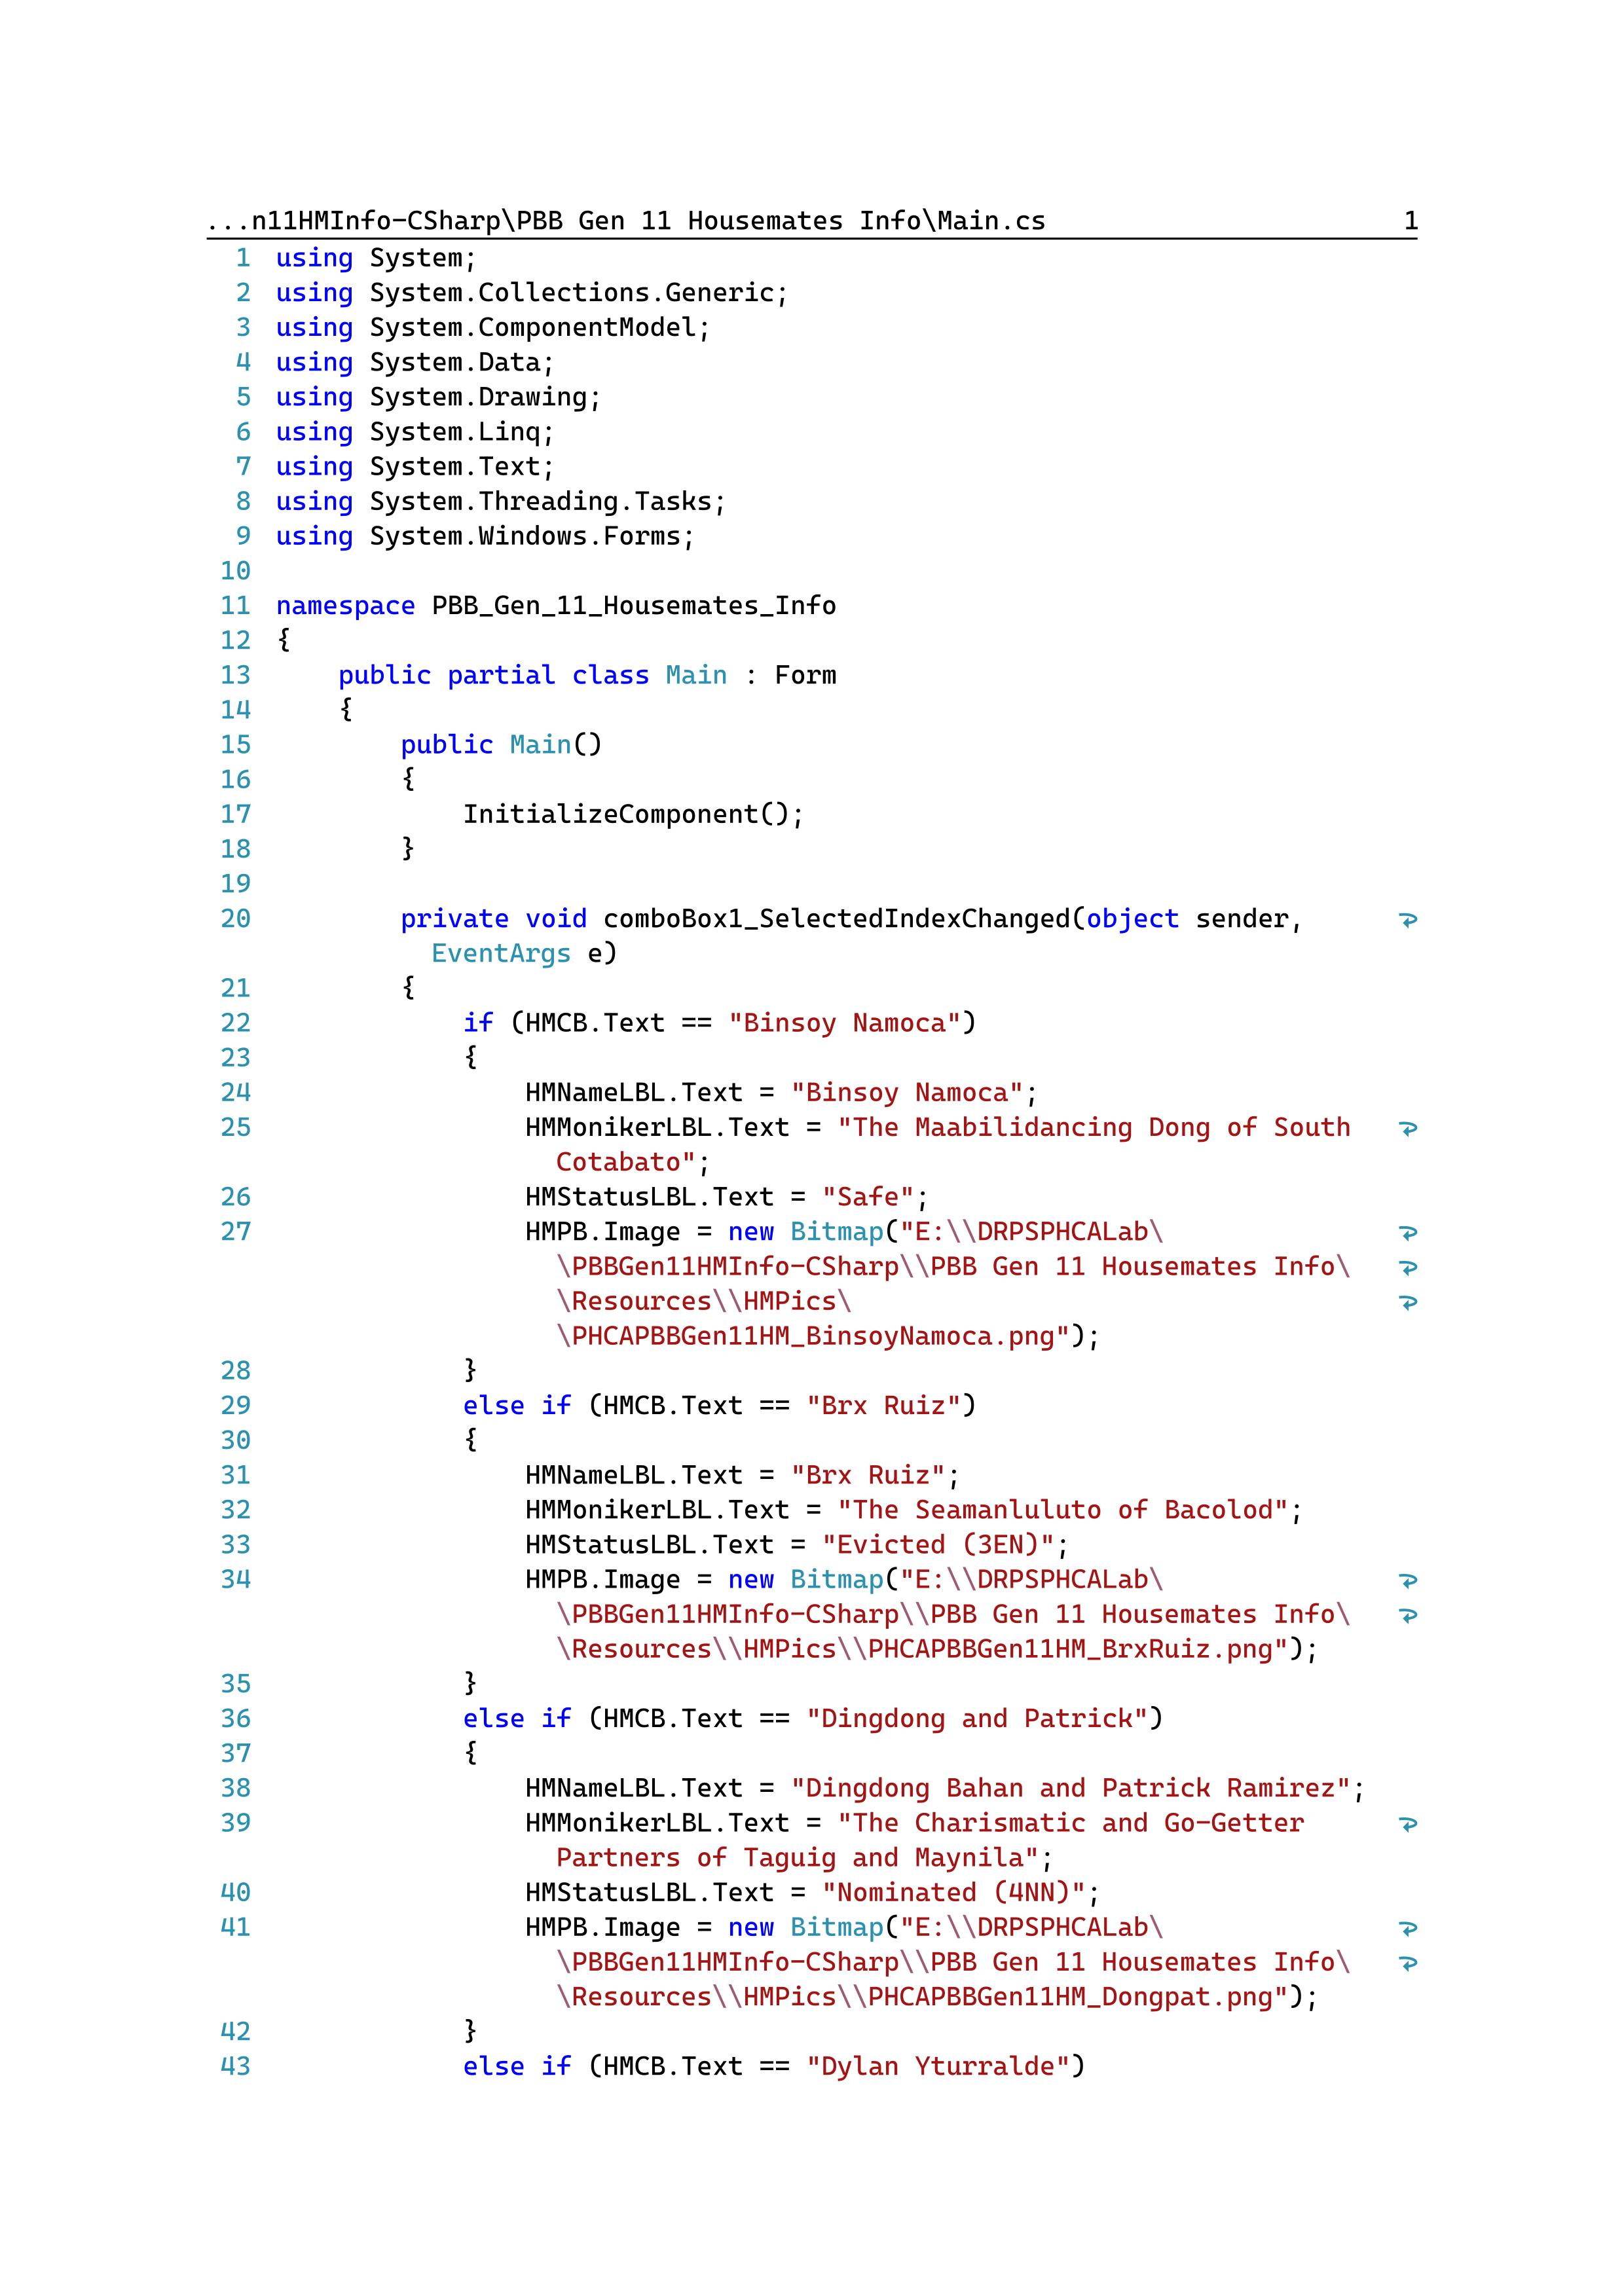 ...n11HMInfo-CSharp\PBB Gen 11 Housemates Info\Main.cs 1
1 using System;
2 using System.Collections.Generic;
3 using System.ComponentModel;
4 using System.Data;
5 using System.Drawing;
6 using System.Linq;
7 using System.Text;
8 using System.Threading.Tasks;
9 using System.Windows.Forms;
10
11 namespace PBB_Gen_11_Housemates_Info
12 {
13     public partial class Main : Form
14     {
15         public Main()
16         {
17             InitializeComponent();
18         }
19
20         private void comboBox1_SelectedIndexChanged(object sender,
EventArgs e)
21         {
22             if (HMCB.Text == "Binsoy Namoca")
23             {
24                 HMNameLBL.Text = "Binsoy Namoca";
25                 HMMonikerLBL.Text = "The Maabilidancing Dong of South
Cotabato";
26                 HMStatusLBL.Text = "Safe";
27                 HMPB.Image = new Bitmap("E:\\DRPSPHCALab\
\PBBGen11HMInfo-CSharp\\PBB Gen 11 Housemates Info\
\Resources\\HMPics\
\PHCAPBBGen11HM_BinsoyNamoca.png");
28             }
29             else if (HMCB.Text == "Brx Ruiz")
30             {
31                 HMNameLBL.Text = "Brx Ruiz";
32                 HMMonikerLBL.Text = "The Seamanluluto of Bacolod";
33                 HMStatusLBL.Text = "Evicted (3EN)";
34                 HMPB.Image = new Bitmap("E:\\DRPSPHCALab\
\PBBGen11HMInfo-CSharp\\PBB Gen 11 Housemates Info\
\Resources\\HMPics\\PHCAPBBGen11HM_BrxRuiz.png");
35             }
36             else if (HMCB.Text == "Dingdong and Patrick")
37             {
38                 HMNameLBL.Text = "Dingdong Bahan and Patrick Ramirez";
39                 HMMonikerLBL.Text = "The Charismatic and Go-Getter
Partners of Taguig and Maynila";
40                 HMStatusLBL.Text = "Nominated (4NN)";
41                 HMPB.Image = new Bitmap("E:\\DRPSPHCALab\
\PBBGen11HMInfo-CSharp\\PBB Gen 11 Housemates Info\
\Resources\\HMPics\\PHCAPBBGen11HM_Dongpat.png");
42             }
43             else if (HMCB.Text == "Dylan Yturralde")